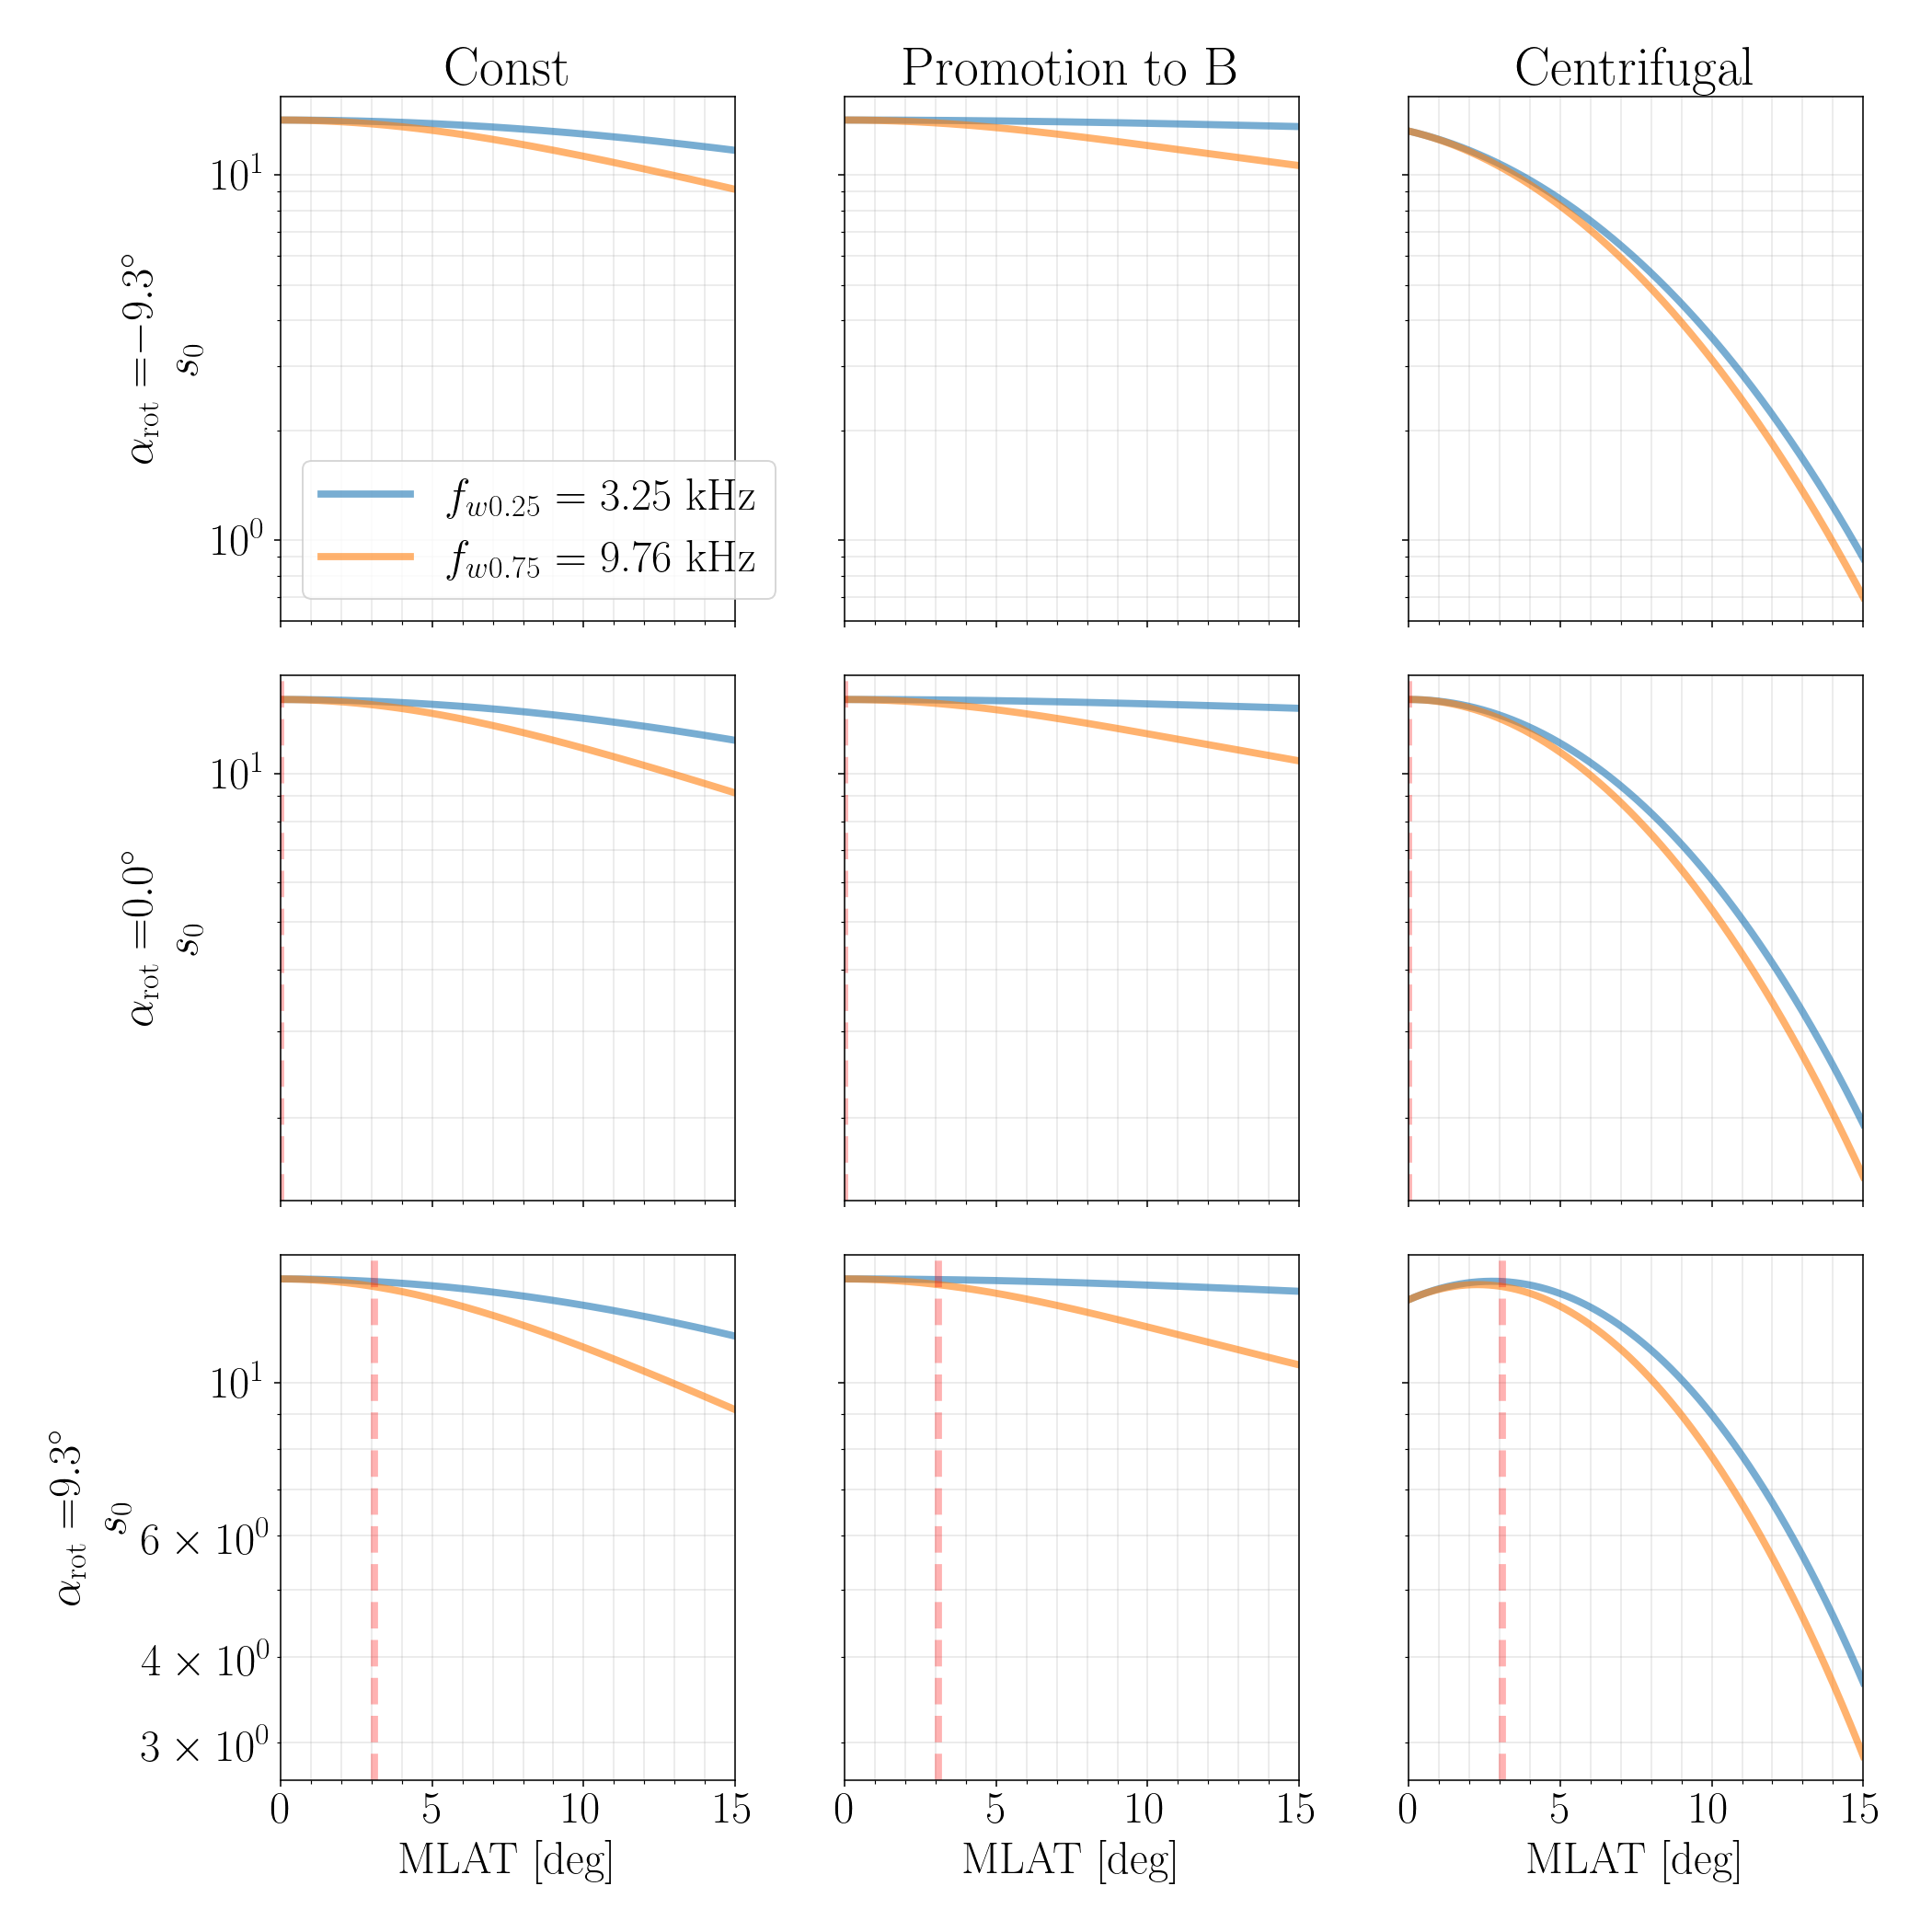 Const Promotion to B Centrifugal
α_rot =−9.3°
s_0
10^1
10^0
f_w0.25 = 3.25 kHz
f_w0.75 = 9.76 kHz
α_rot =0.0°
s_0
10^1
α_rot =9.3°
s_0
10^1
6 × 10^0
4 × 10^0
3 × 10^0
0 5 10 15 0 5 10 15 0 5 10 15
MLAT [deg] MLAT [deg] MLAT [deg]